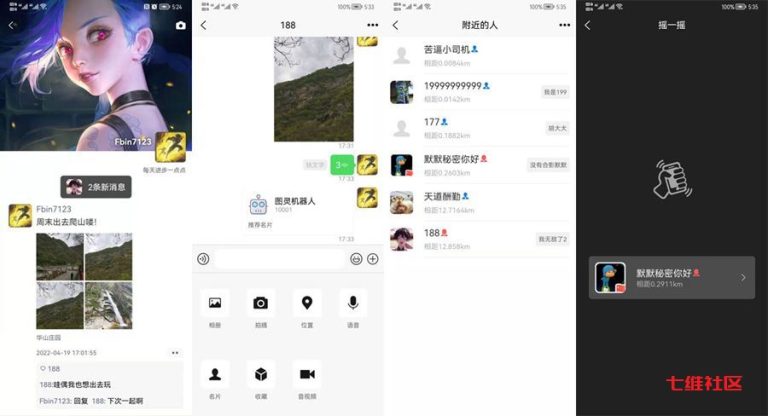 5:24
Fbin7123
每天进步一点点
2条新消息
Fbin7123
周末出去爬山喽!
华山庄园
2022-04-19 17:01:55
188
188:哇偶我也想出去玩
Fbin7123: 回复 188: 下次一起啊
100% 5:33
188
17:31
转文字
3"
17:33
图灵机器人
10001
推荐名片
17:33
相册
拍摄
位置
语音
名片
收藏
音视频
100% 5:35
附近的人
苦逼小司机
相距0.0084km
19999999999
相距0.0142km
我是199
177
相距0.1882km
胡大大
默默秘密你好
相距0.2603km
没有合影默默
天道酬勤
相距12.7164km
188
相距12.858km
我无敌了2
100% 5:35
摇一摇
默默秘密你好
相距0.2911km
七维社区